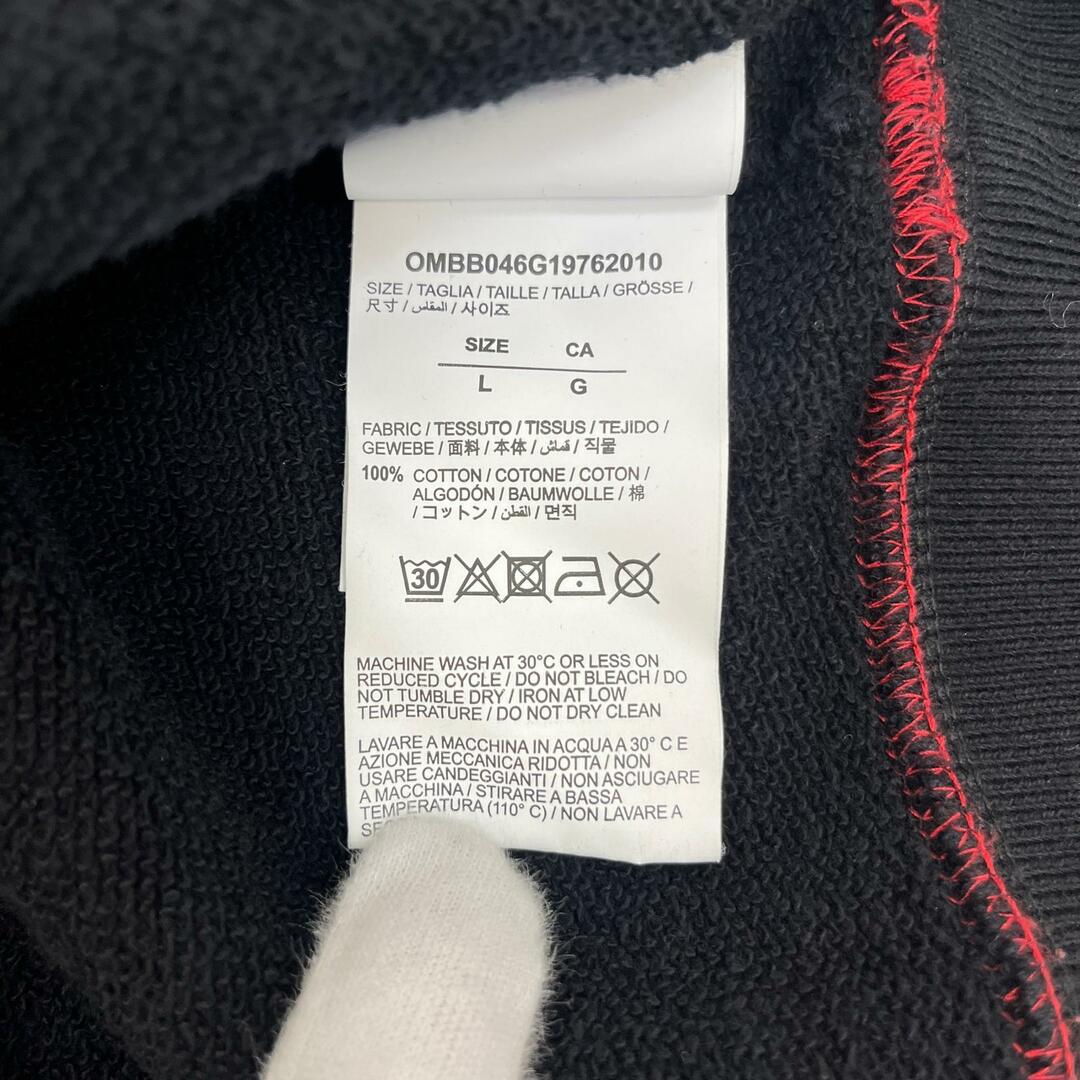 OMBB046G19762010
SIZE / TAGLIA / TAILLE / TALLA / GRÖSSE /
尺寸 / المقاس / 사이즈
SIZE CA
L G
FABRIC / TESSUTO / TISSUS / TEJIDO /
GEWEBE / 面料 / 本体 / قماش / 직물
100% COTTON / COTONE / COTON /
ALGODÓN / BAUMWOLLE / 棉
/ コットン / القطن / 면직
30
MACHINE WASH AT 30°C OR LESS ON
REDUCED CYCLE / DO NOT BLEACH / DO
NOT TUMBLE DRY / IRON AT LOW
TEMPERATURE / DO NOT DRY CLEAN
LAVARE A MACCHINA IN ACQUA A 30° C E
AZIONE MECCANICA RIDOTTA / NON
USARE CANDEGGIANTI / NON ASCIUGARE
A MACCHINA / STIRARE A BASSA
TEMPERATURA (110° C) / NON LAVARE A